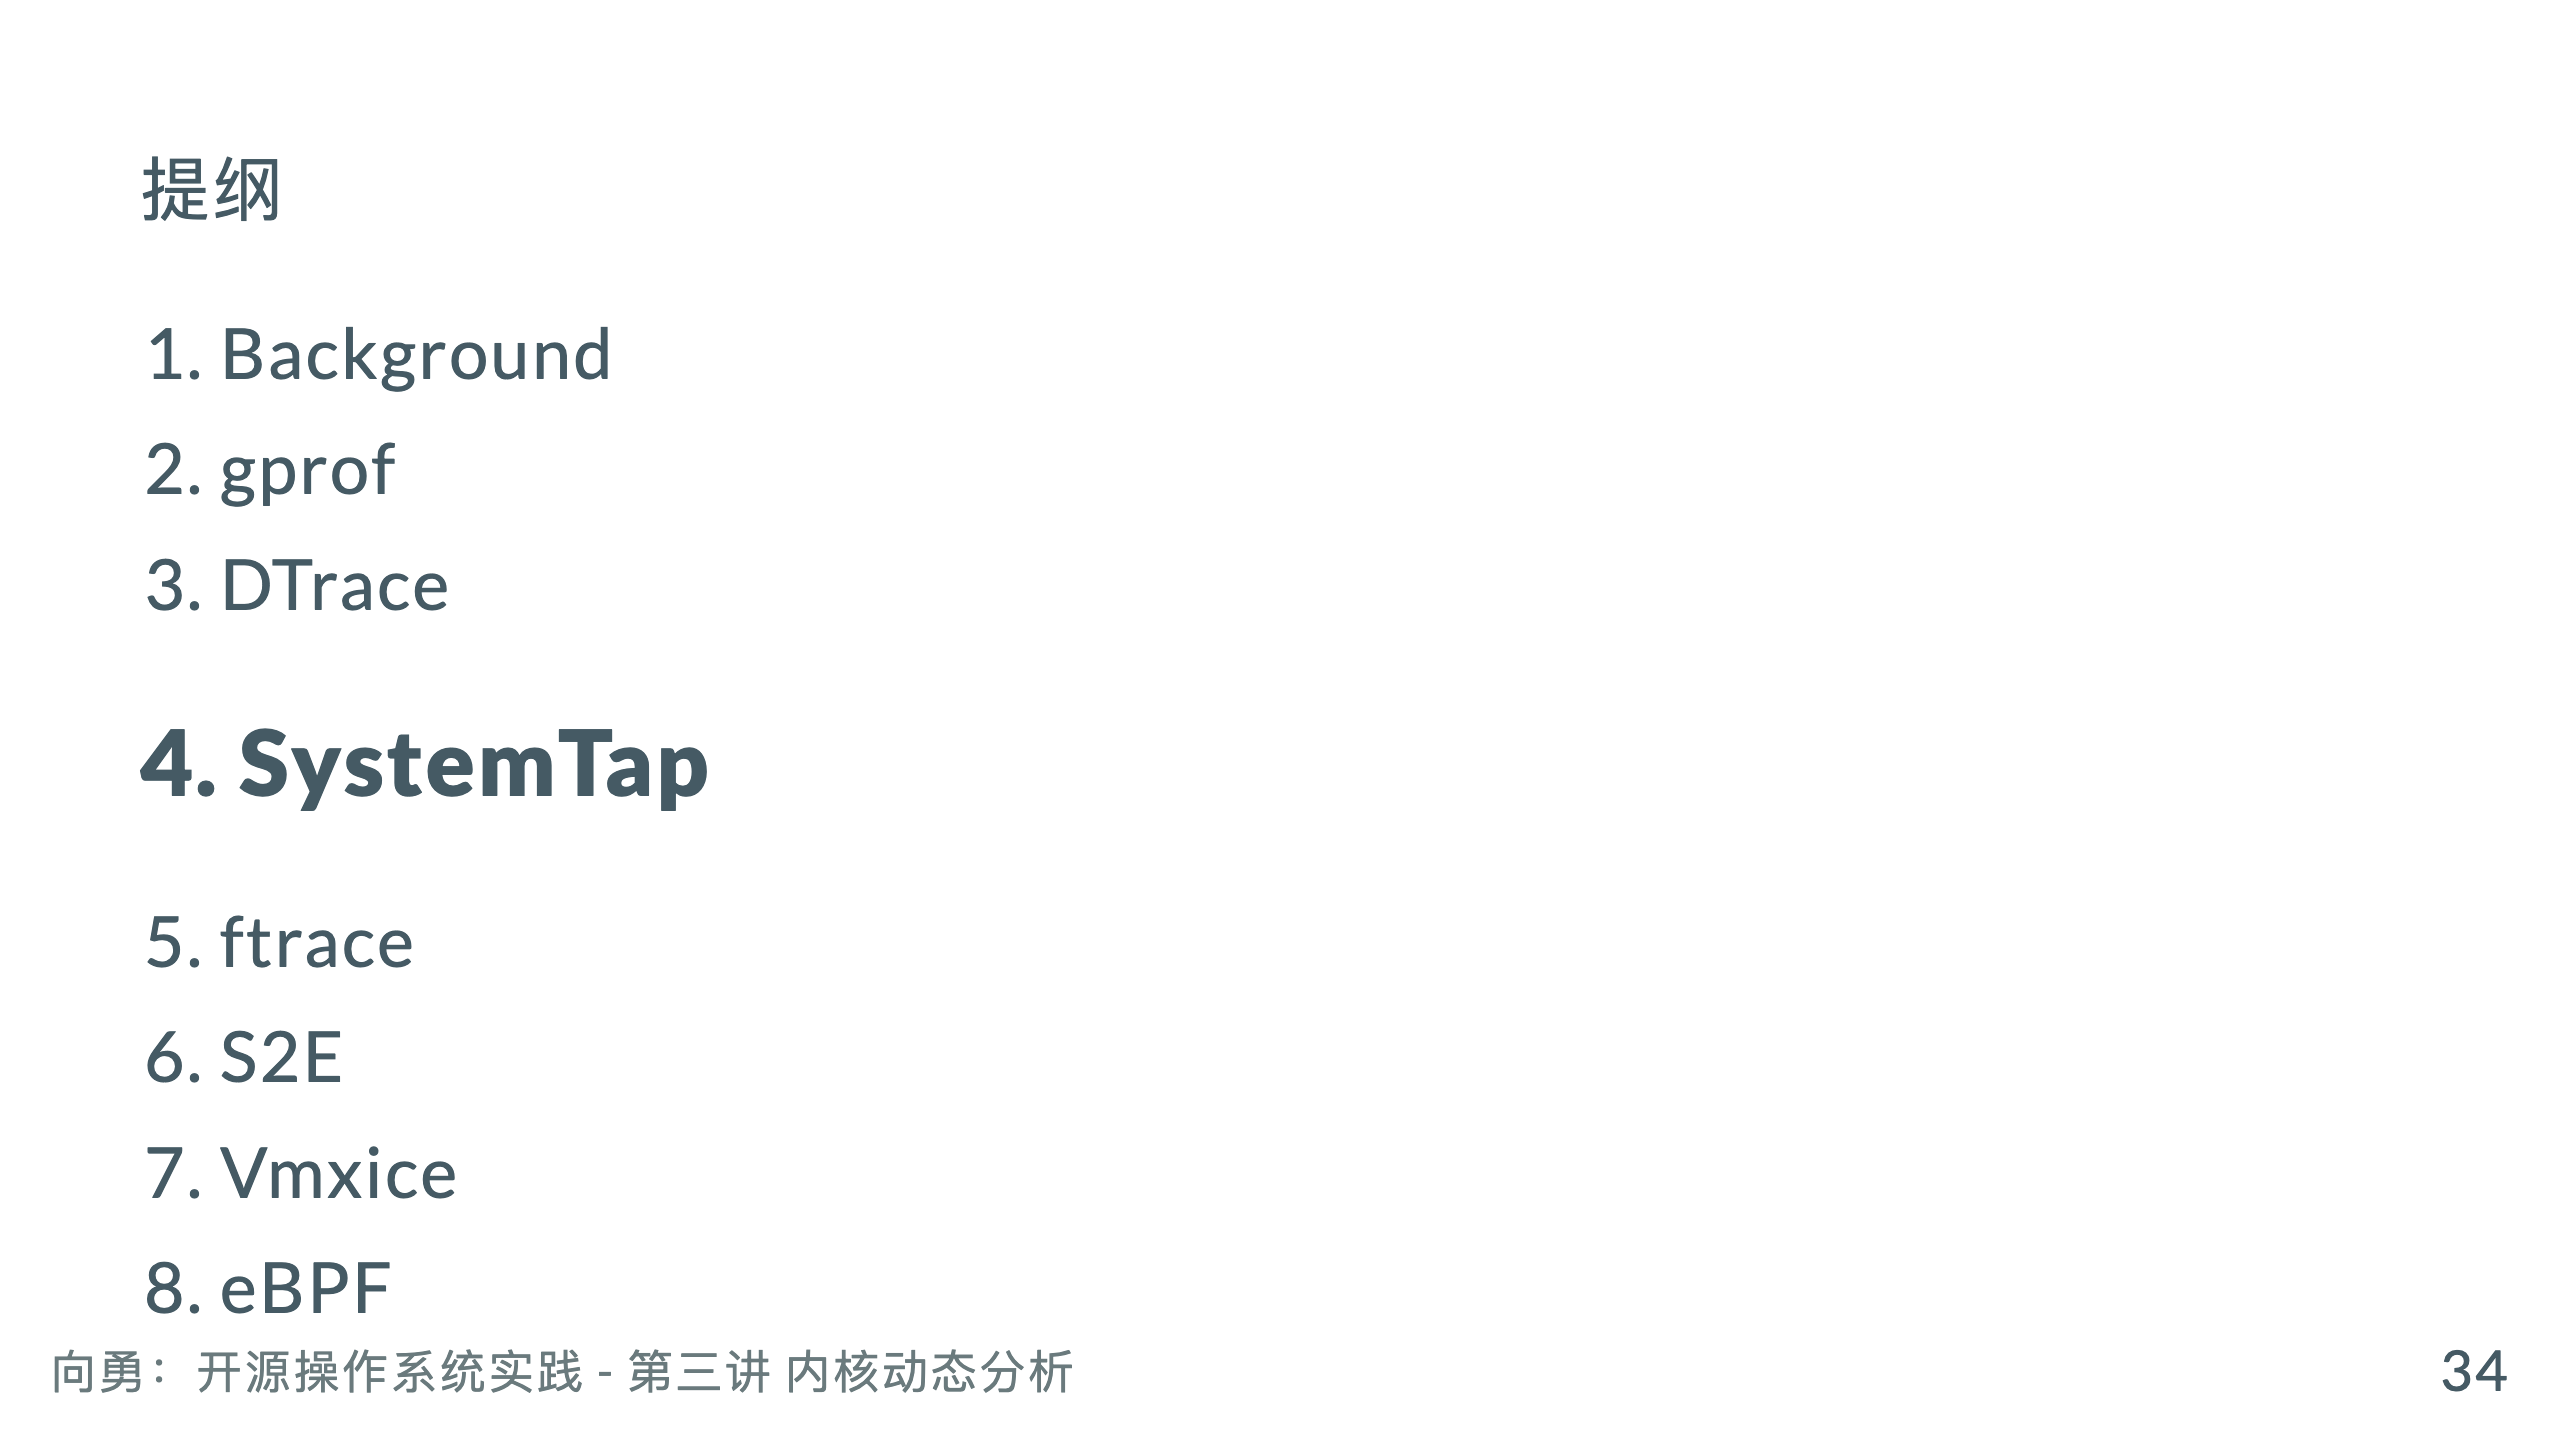 提纲
1. Background
2. gprof
3. DTrace
4. SystemTap
5. ftrace
6. S2E
7. Vmxice
8. eBPF
向勇：开源操作系统实践 - 第三讲 内核动态分析
34